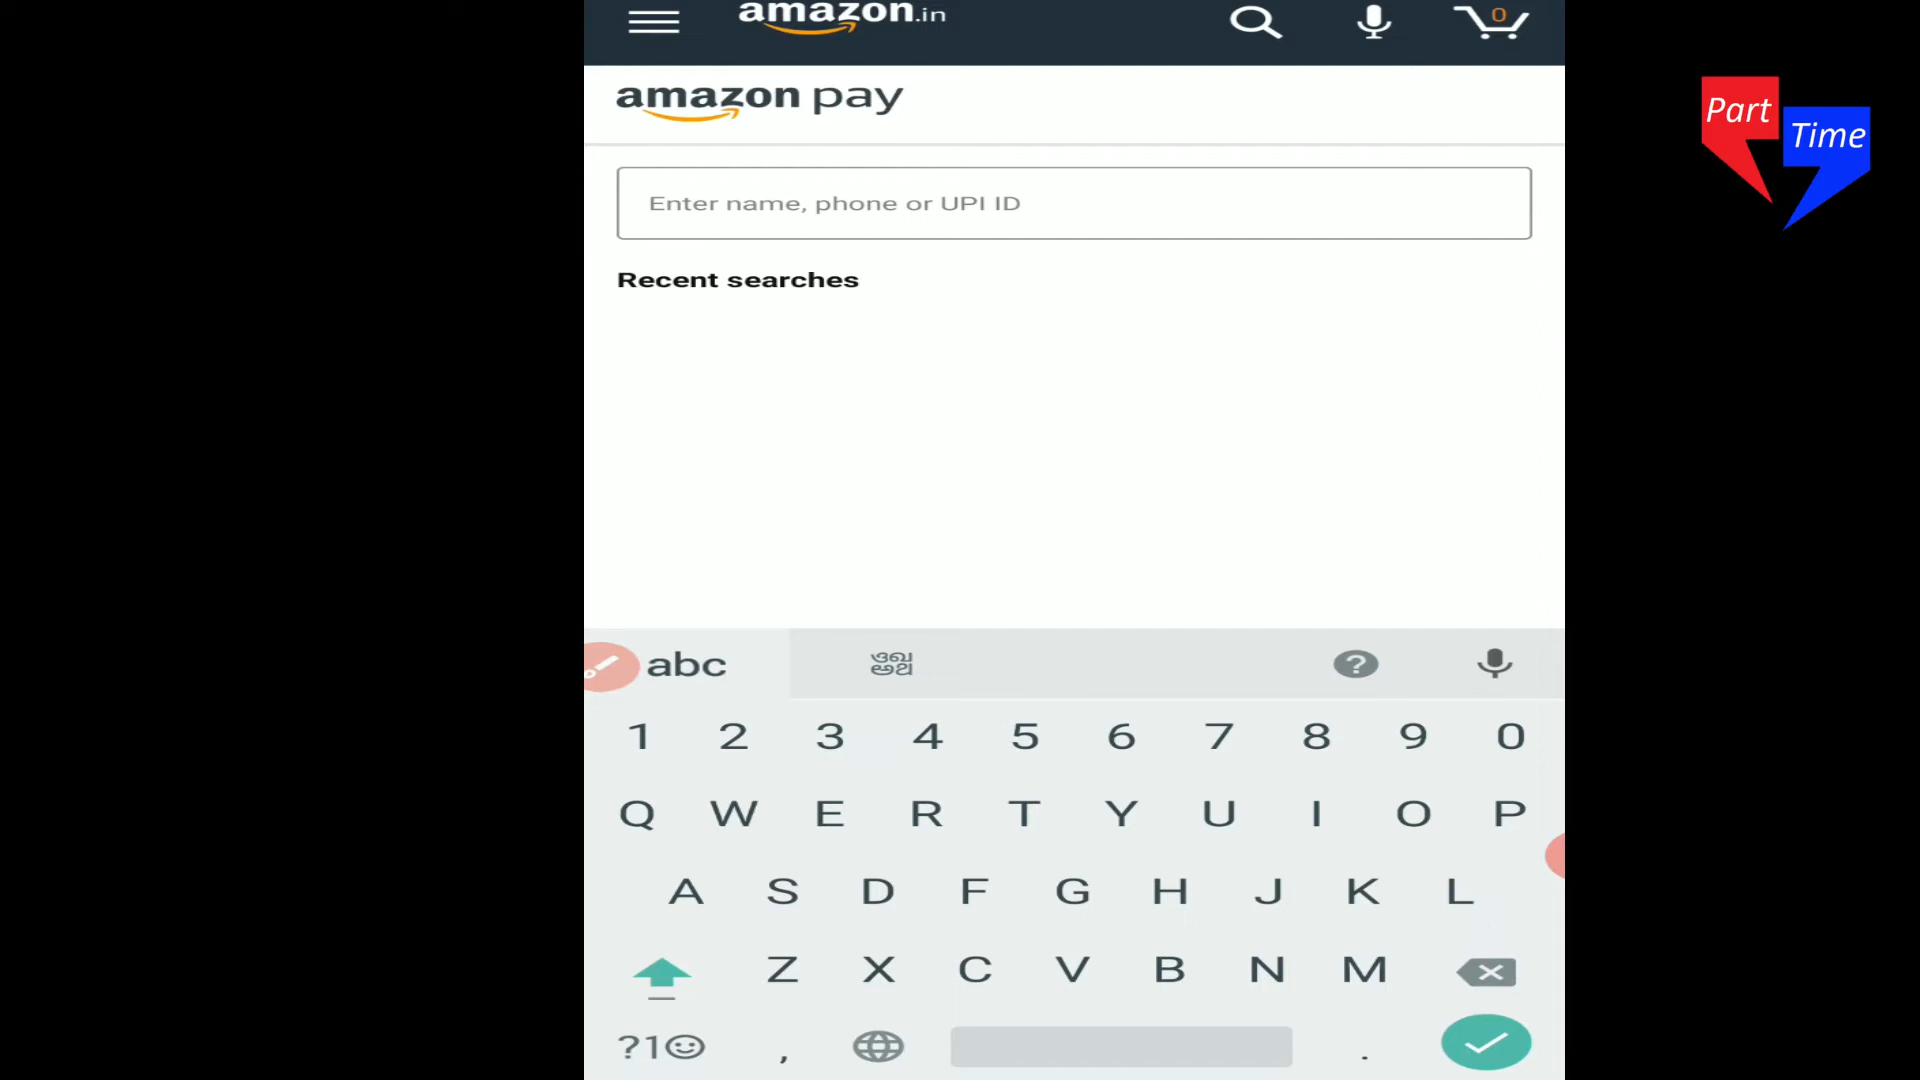 amazon.in
0
amazon pay
Part
Time
Enter name, phone or UPI ID
Recent searches
abc
1 2 3 4 5 6 7 8 9 0
Q W E R T Y U I O P
A S D F G H J K L
Z X C V B N M
?1☺ , .